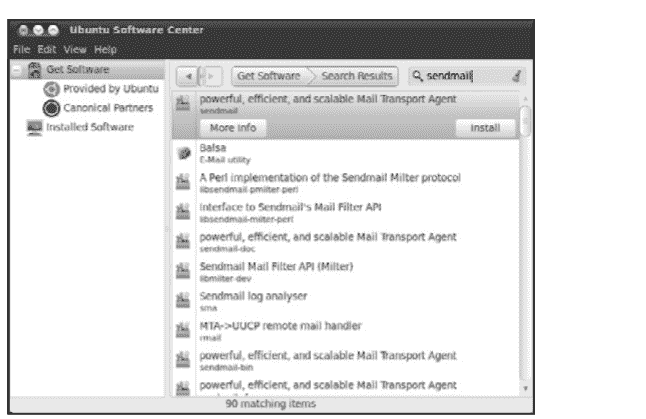 Ubuntu Software Center
File Edit View Help
Get Software
Provided by Ubuntu
Canonical Partners
Installed Software
Get Software Search Results sendmail
powerful, efficient, and scalable Mail Transport Agent
sendmail
More Info Install
Balsa
E-Mail utility
A Perl implementation of the Sendmail Milter protocol
libsendmail-pmilter-perl
Interface to Sendmail's Mail Filter API
libsendmail-milter-perl
powerful, efficient, and scalable Mail Transport Agent
sendmail-doc
Sendmail Mail Filter API (Milter)
libmilter-dev
Sendmail log analyser
sma
MTA->UUCP remote mail handler
rmail
powerful, efficient, and scalable Mail Transport Agent
sendmail-bin
powerful, efficient, and scalable Mail Transport Agent
90 matching items